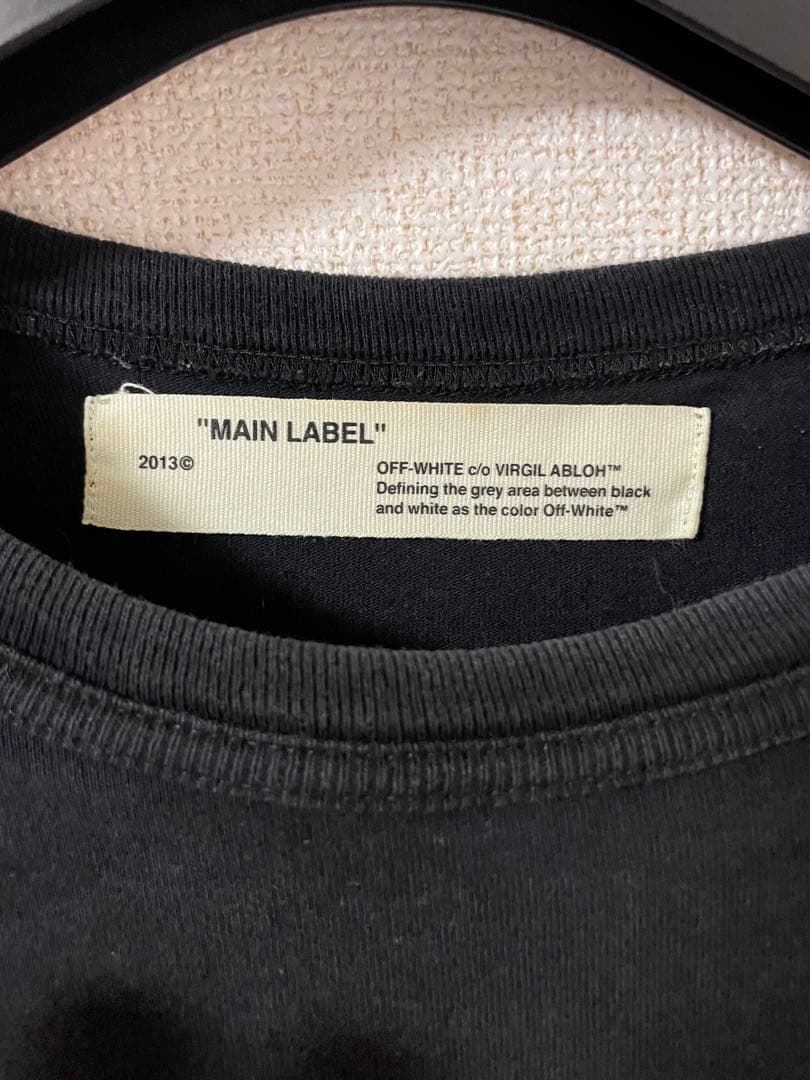 "MAIN LABEL"
2013©
OFF-WHITE c/o VIRGIL ABLOH™
Defining the grey area between black
and white as the color Off-White™